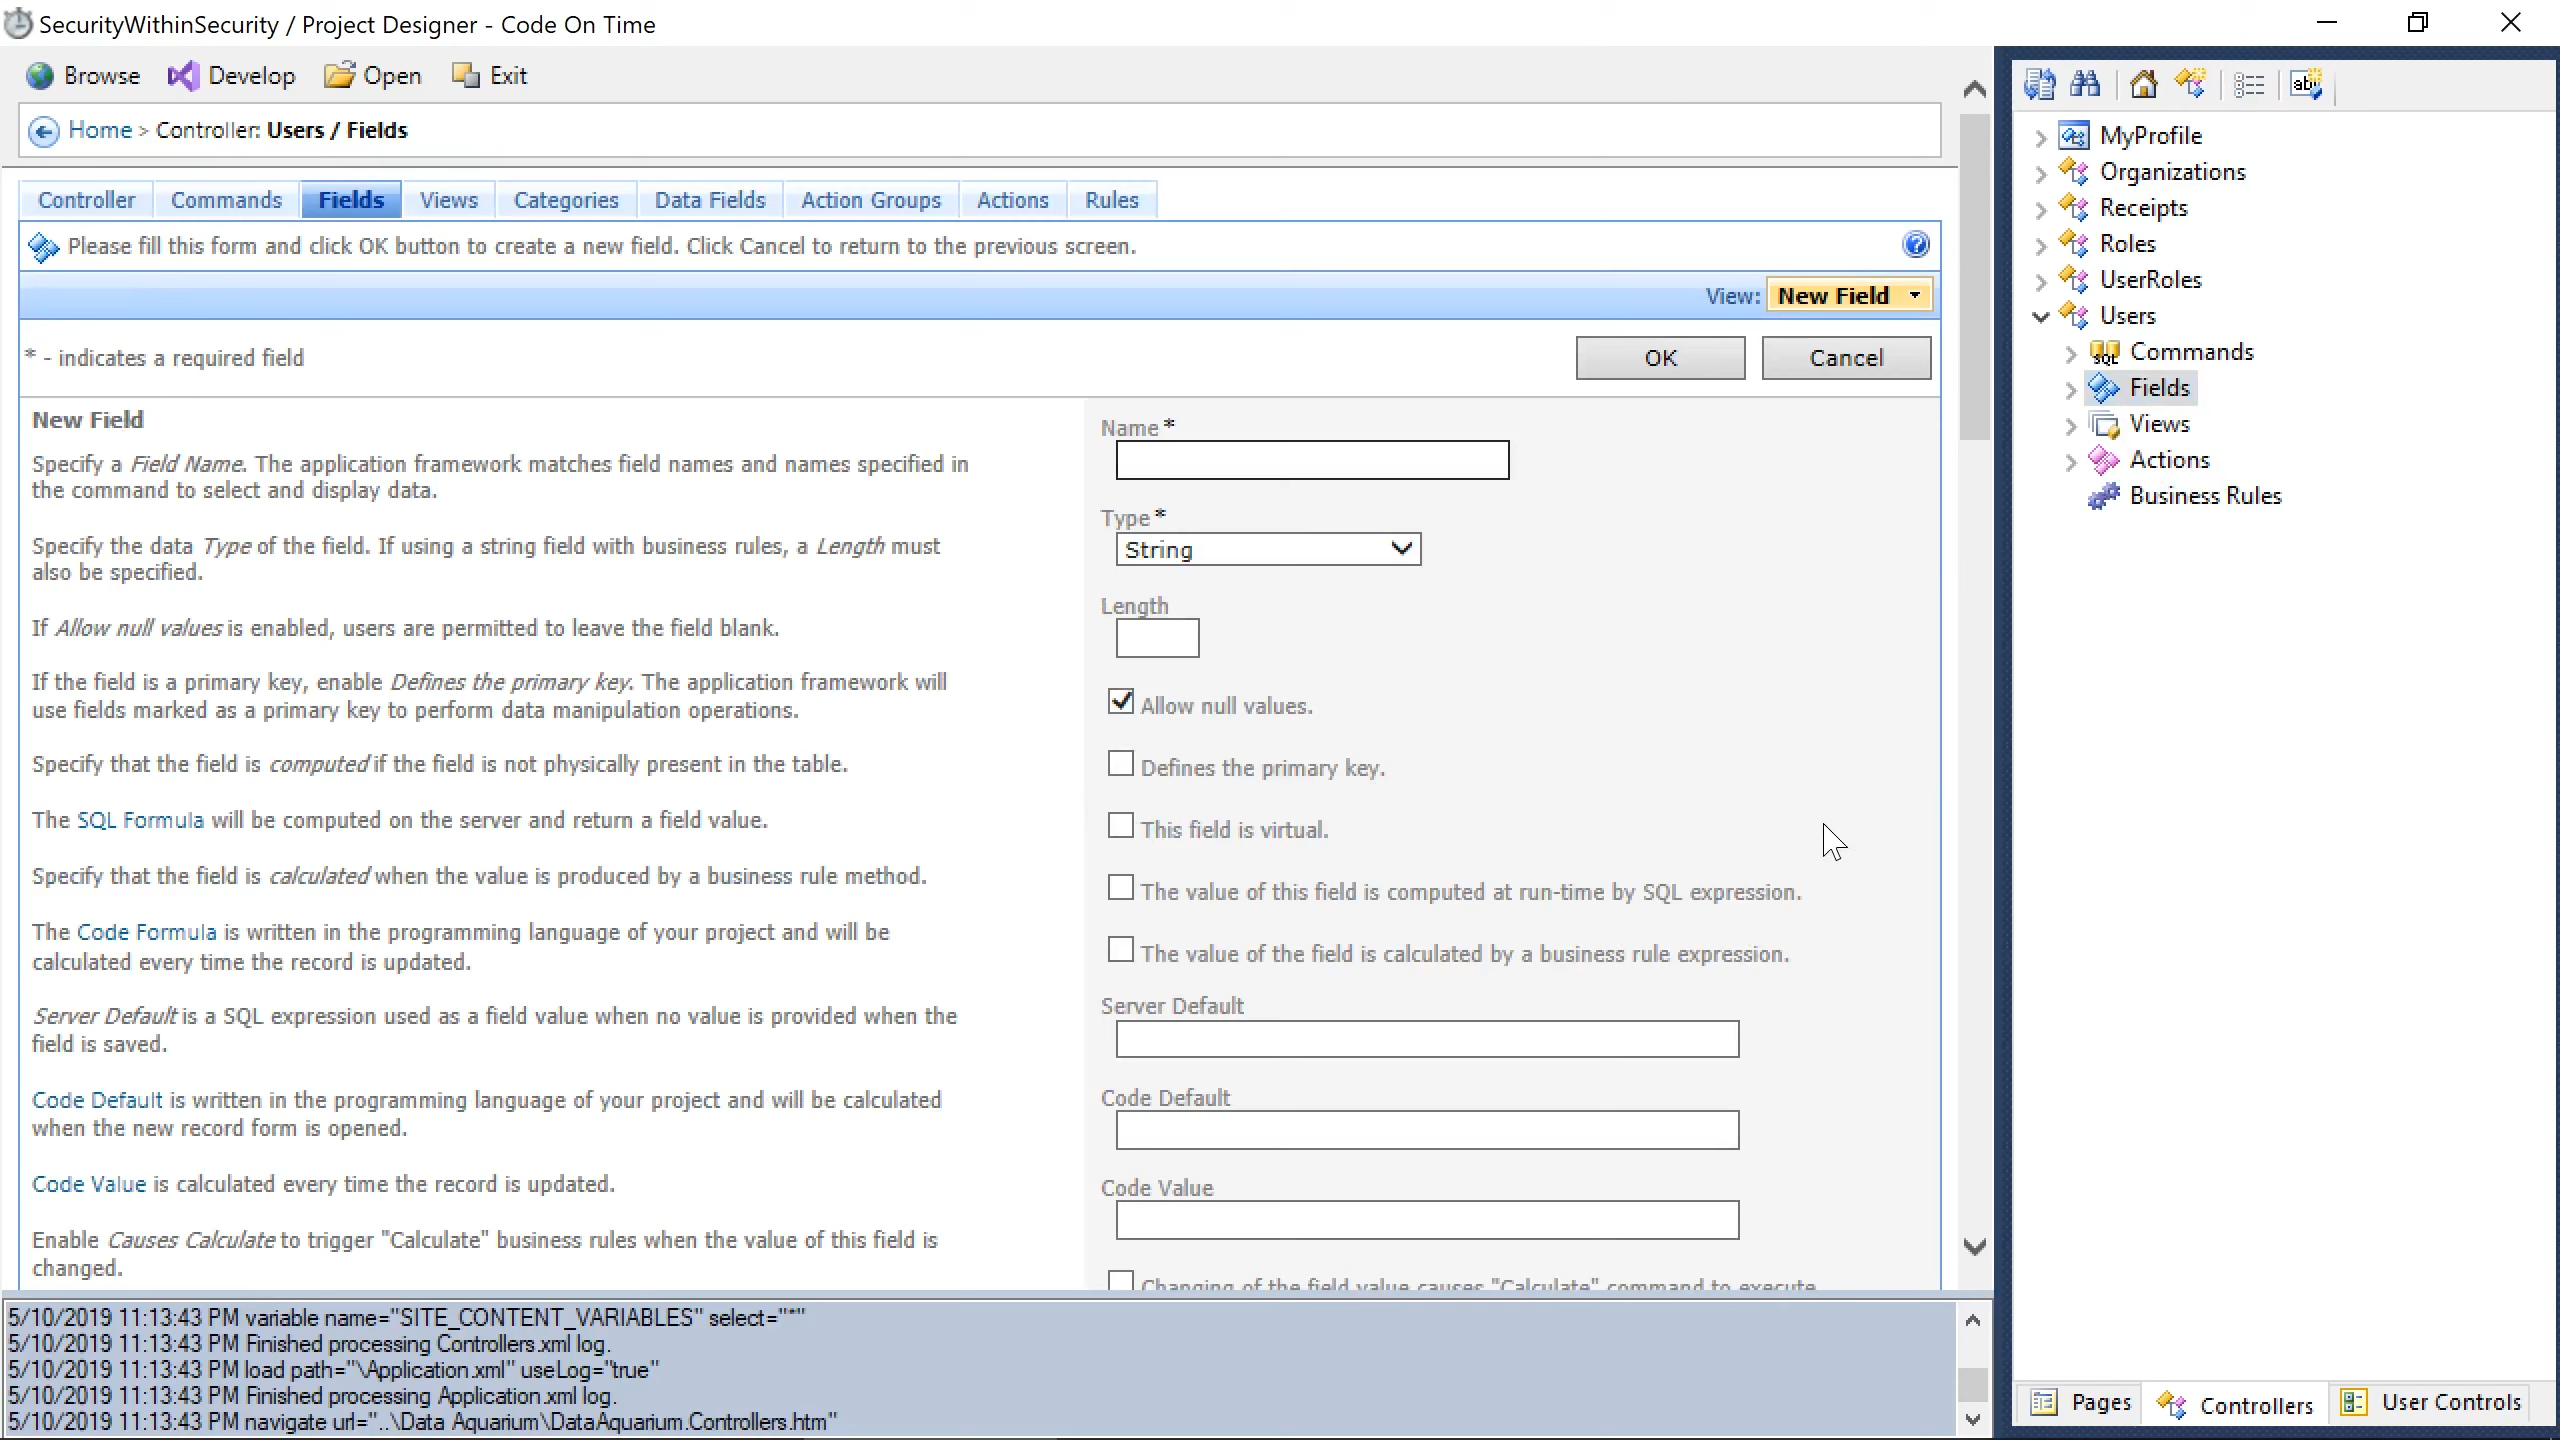 SecurityWithinSecurity / Project Designer - Code On Time
Browse Develop Open Exit
Home > Controller: Users / Fields
Controller Commands Fields Views Categories Data Fields Action Groups Actions Rules
Please fill this form and click OK button to create a new field. Click Cancel to return to the previous screen.
View: New Field
* - indicates a required field
OK Cancel
New Field
Specify a Field Name. The application framework matches field names and names specified in
the command to select and display data.
Specify the data Type of the field. If using a string field with business rules, a Length must
also be specified.
If Allow null values is enabled, users are permitted to leave the field blank.
If the field is a primary key, enable Defines the primary key. The application framework will
use fields marked as a primary key to perform data manipulation operations.
Specify that the field is computed if the field is not physically present in the table.
The SQL Formula will be computed on the server and return a field value.
Specify that the field is calculated when the value is produced by a business rule method.
The Code Formula is written in the programming language of your project and will be
calculated every time the record is updated.
Server Default is a SQL expression used as a field value when no value is provided when the
field is saved.
Code Default is written in the programming language of your project and will be calculated
when the new record form is opened.
Code Value is calculated every time the record is updated.
Enable Causes Calculate to trigger "Calculate" business rules when the value of this field is
changed.
Name *
Type *
String
Length
Allow null values.
Defines the primary key.
This field is virtual.
The value of this field is computed at run-time by SQL expression.
The value of the field is calculated by a business rule expression.
Server Default
Code Default
Code Value
Changing of the field value causes "Calculate" command to execute
5/10/2019 11:13:43 PM variable name="SITE_CONTENT_VARIABLES" select="*"
5/10/2019 11:13:43 PM Finished processing Controllers.xml log.
5/10/2019 11:13:43 PM load path="\Application.xml" useLog="true"
5/10/2019 11:13:43 PM Finished processing Application.xml log.
5/10/2019 11:13:43 PM navigate url="..\Data Aquarium\DataAquarium.Controllers.htm"
MyProfile
Organizations
Receipts
Roles
UserRoles
Users
SQL Commands
Fields
Views
Actions
Business Rules
Pages Controllers User Controls